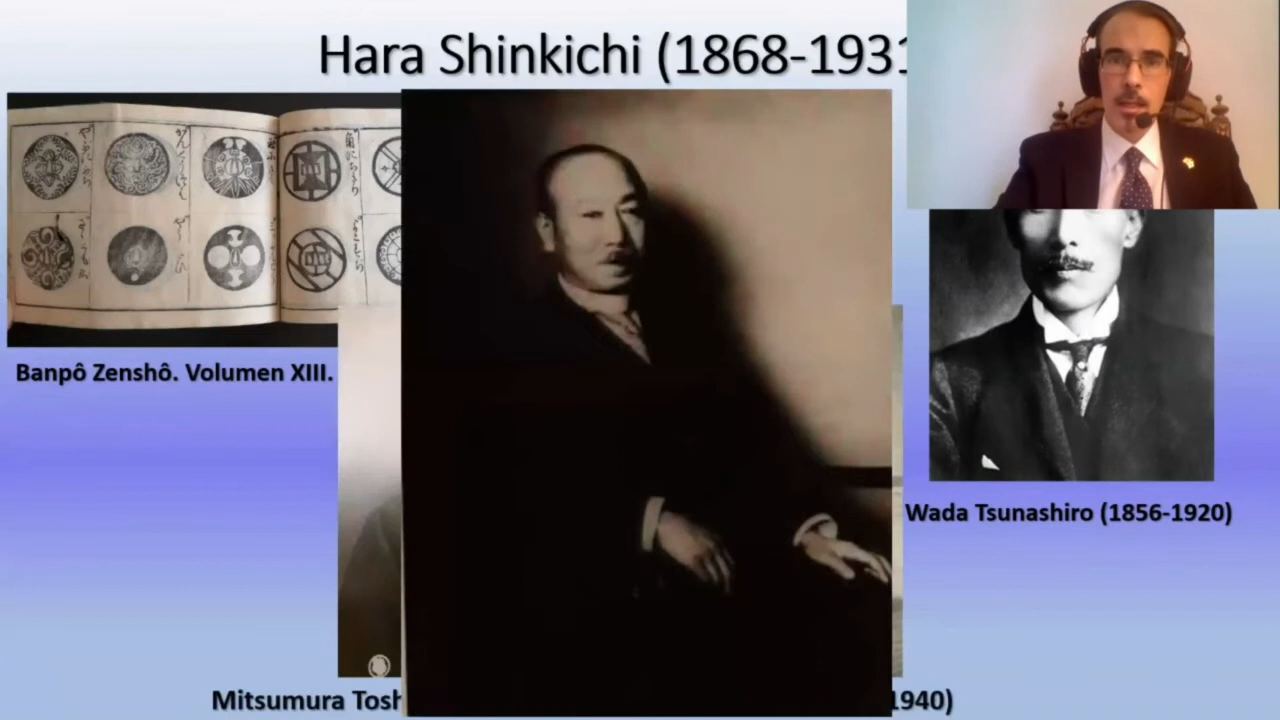 Hara Shinkichi (1868-1931
Banpô Zenshô. Volumen XIII.
Wada Tsunashiro (1856-1920)
Mitsumura Tosh
1940)